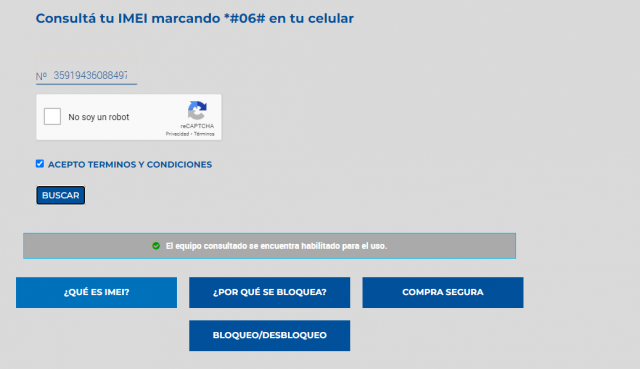 Consultá tu IMEI marcando *#06# en tu celular
Nº 35919436088497
No soy un robot
reCAPTCHA
Privacidad - Términos
ACEPTO TERMINOS Y CONDICIONES
BUSCAR
El equipo consultado se encuentra habilitado para el uso.
¿QUÉ ES IMEI?
¿POR QUÉ SE BLOQUEA?
COMPRA SEGURA
BLOQUEO/DESBLOQUEO